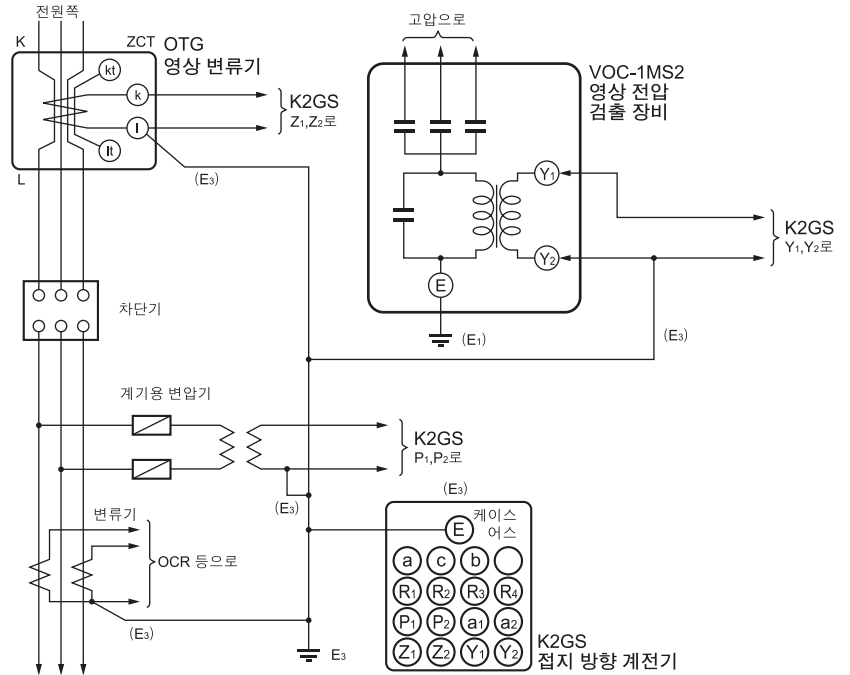 전원쪽
K
ZCT
OTG
영상 변류기
kt
k
l
lt
K2GS
Z1,Z2로
(E3)
L
고압으로
VOC-1MS2
영상 전압
검출 장비
Y1
Y2
E
(E1)
K2GS
Y1,Y2로
(E3)
차단기
계기용 변압기
K2GS
P1,P2로
(E3)
변류기
OCR 등으로
(E3)
E3
(E3)
E
케이스
어스
a c b
R1 R2 R3 R4
P1 P2 a1 a2
Z1 Z2 Y1 Y2
K2GS
접지 방향 계전기